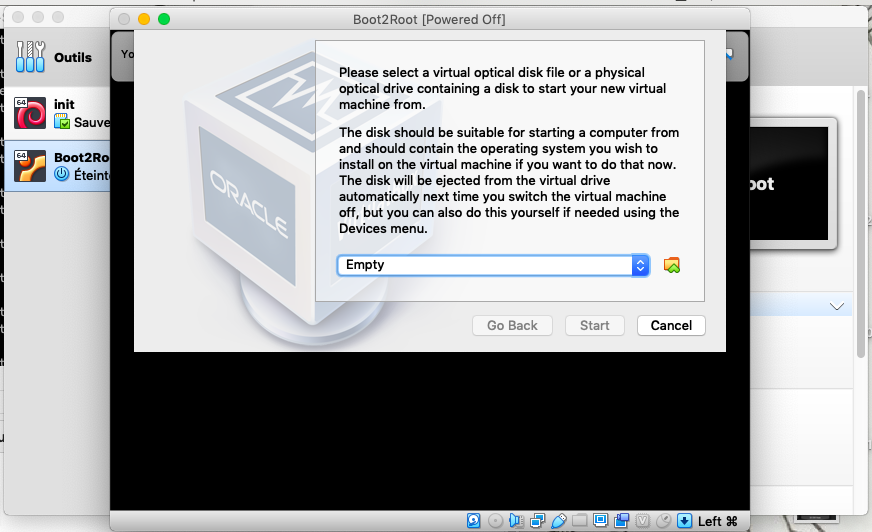 Boot2Root [Powered Off]
Outils
Yo
64
init
Sauve
64
Boot2Ro
Éteint
ORACLE
Please select a virtual optical disk file or a physical
optical drive containing a disk to start your new virtual
machine from.
The disk should be suitable for starting a computer from
and should contain the operating system you wish to
install on the virtual machine if you want to do that now.
The disk will be ejected from the virtual drive
automatically next time you switch the virtual machine
off, but you can also do this yourself if needed using the
Devices menu.
Empty
Go Back
Start
Cancel
oot
Left ⌘